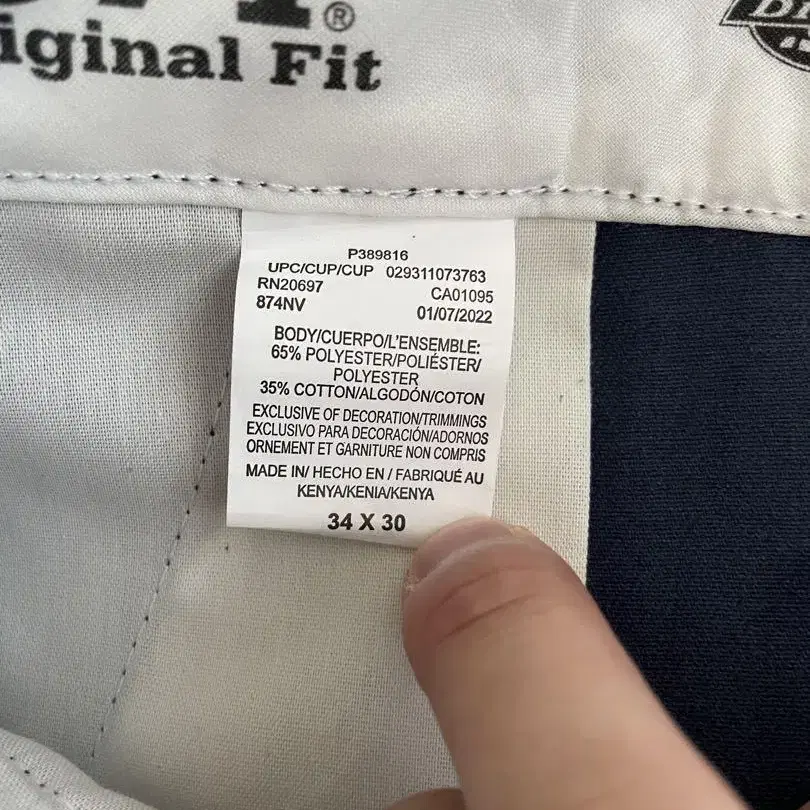 ®
iginal Fit
P389816
UPC/CUP/CUP 029311073763
RN20697 CA01095
874NV 01/07/2022
BODY/CUERPO/L'ENSEMBLE:
65% POLYESTER/POLIÉSTER/
POLYESTER
35% COTTON/ALGODÓN/COTON
EXCLUSIVE OF DECORATION/TRIMMINGS
EXCLUSIVO PARA DECORACIÓN/ADORNOS
ORNEMENT ET GARNITURE NON COMPRIS
MADE IN/ HECHO EN / FABRIQUÉ AU
KENYA/KENIA/KENYA
34 X 30